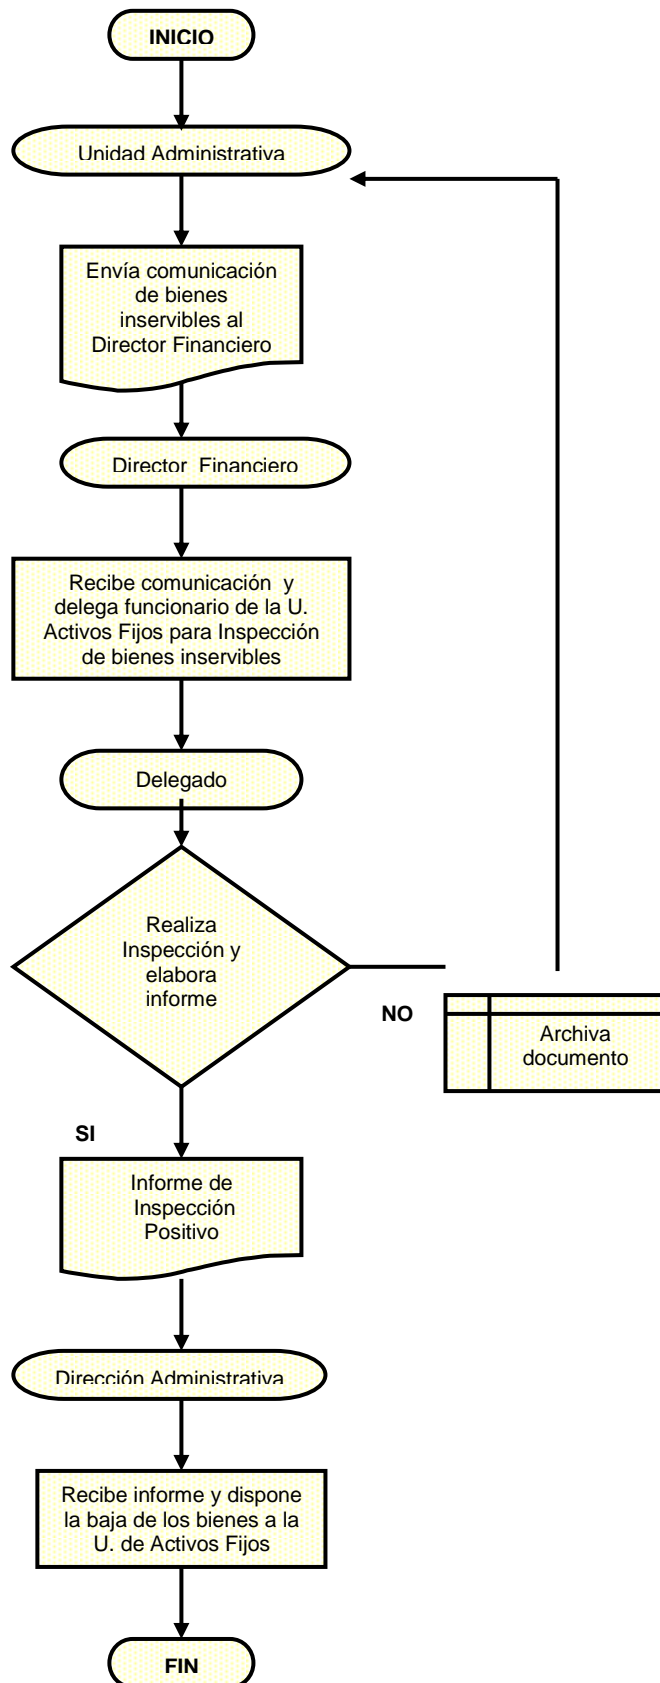 INICIO
Unidad Administrativa
Envía comunicación
de bienes
inservibles al
Director Financiero
Director  Financiero
Recibe comunicación  y
delega funcionario de la U.
Activos Fijos para Inspección
de bienes inservibles
Delegado
Realiza
Inspección y
elabora
informe
NO
Archiva
documento
SI
Informe de
Inspección
Positivo
Dirección Administrativa
Recibe informe y dispone
la baja de los bienes a la
U. de Activos Fijos
FIN